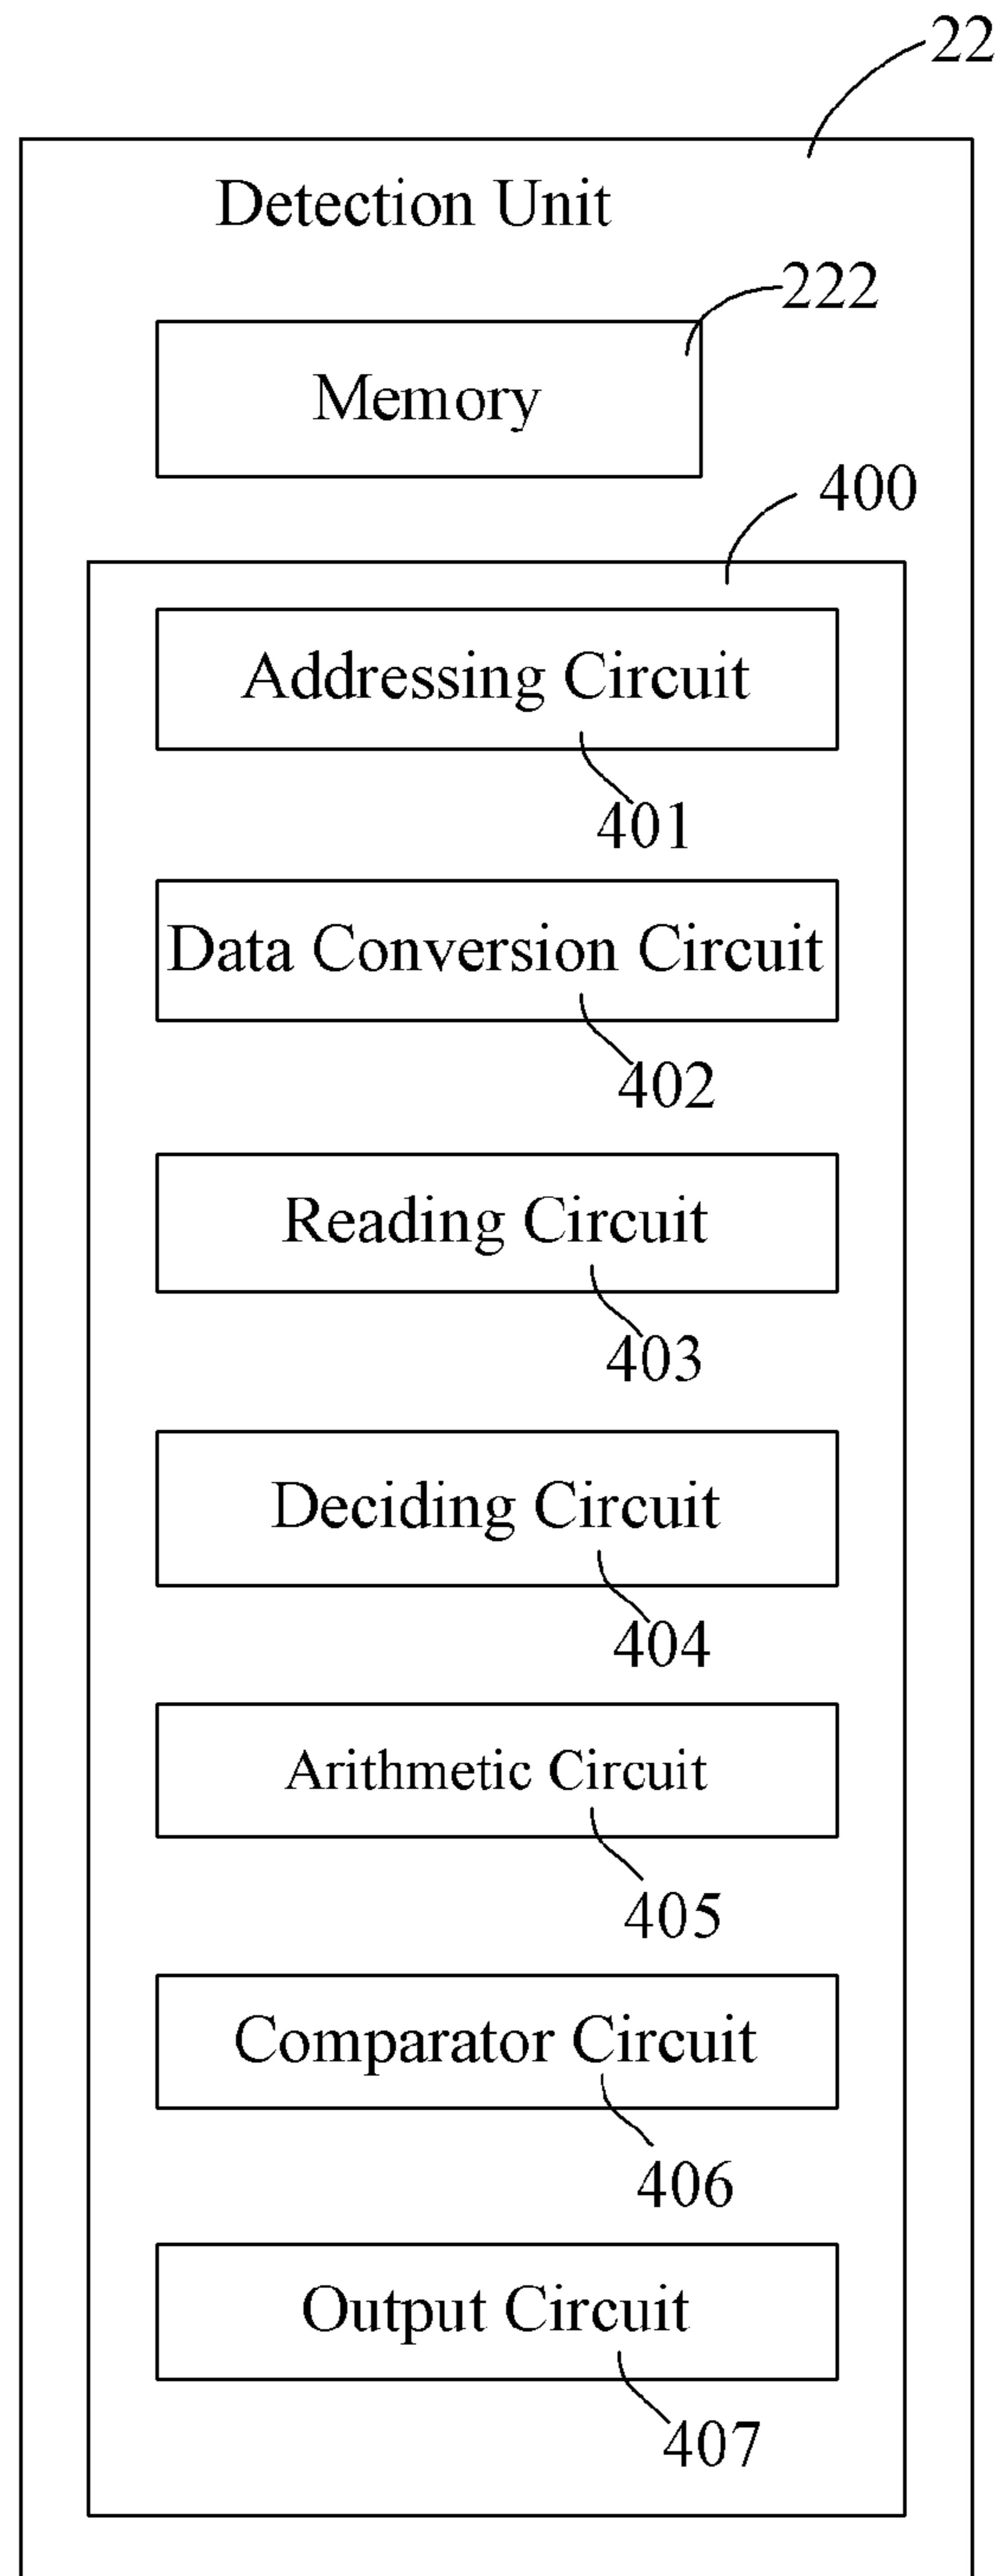 22
Detection Unit
222
Memory
400
Addressing Circuit
401
Data Conversion Circuit
402
Reading Circuit
403
Deciding Circuit
404
Arithmetic Circuit
405
Comparator Circuit
406
Output Circuit
407